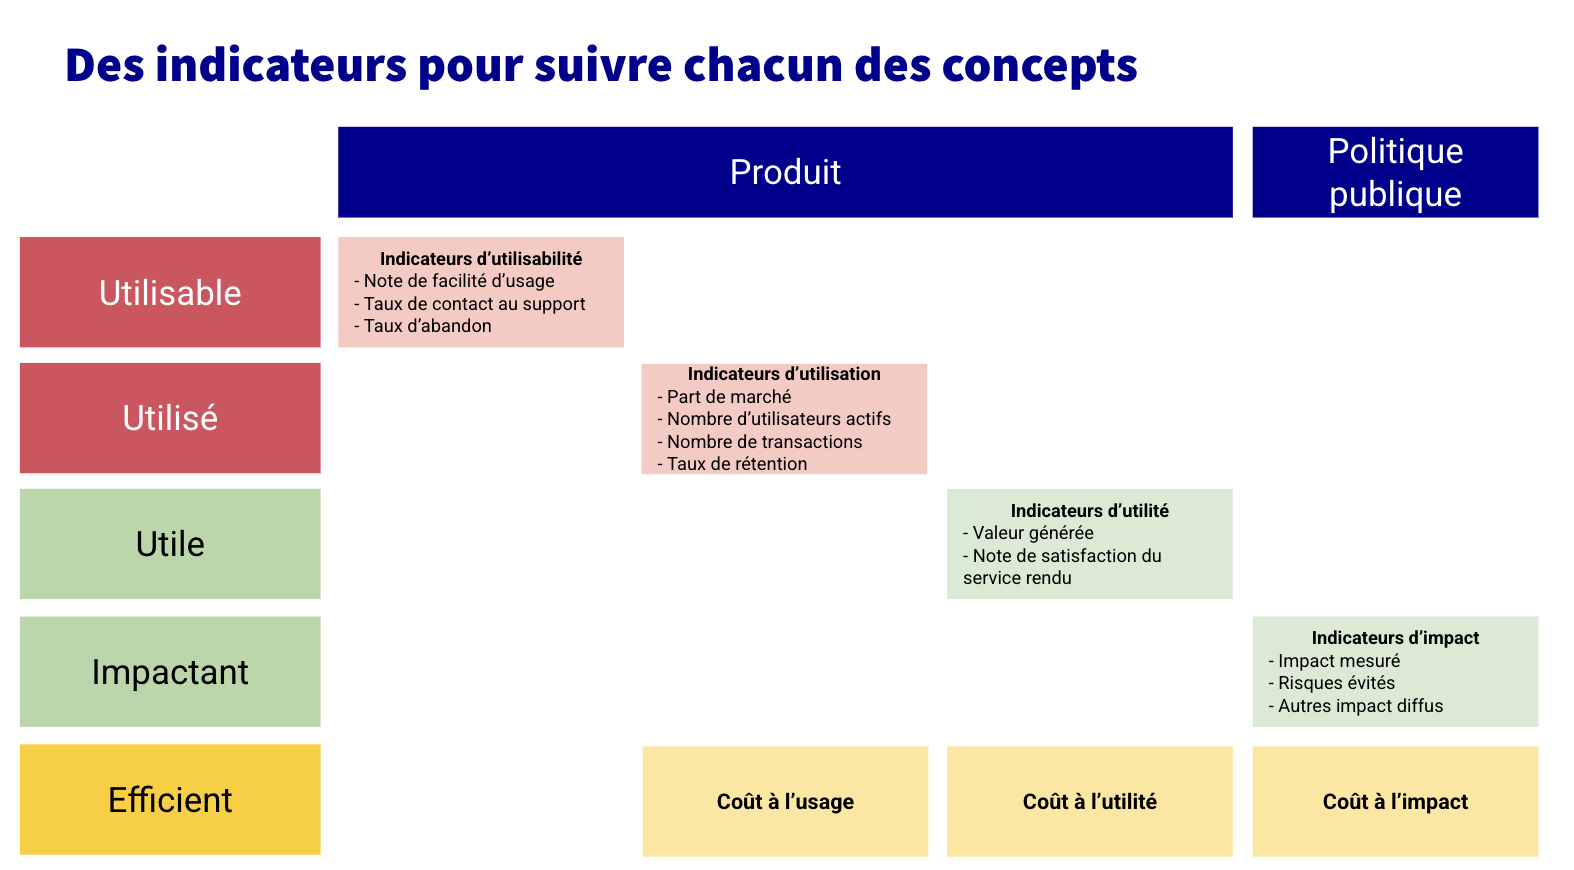 Des indicateurs pour suivre chacun des concepts
Produit
Politique
publique
Utilisable
Indicateurs d’utilisabilité
- Note de facilité d’usage
- Taux de contact au support
- Taux d’abandon
Utilisé
Indicateurs d’utilisation
- Part de marché
- Nombre d’utilisateurs actifs
- Nombre de transactions
- Taux de rétention
Utile
Indicateurs d’utilité
- Valeur générée
- Note de satisfaction du
service rendu
Impactant
Indicateurs d’impact
- Impact mesuré
- Risques évités
- Autres impact diffus
Efficient
Coût à l’usage
Coût à l’utilité
Coût à l’impact